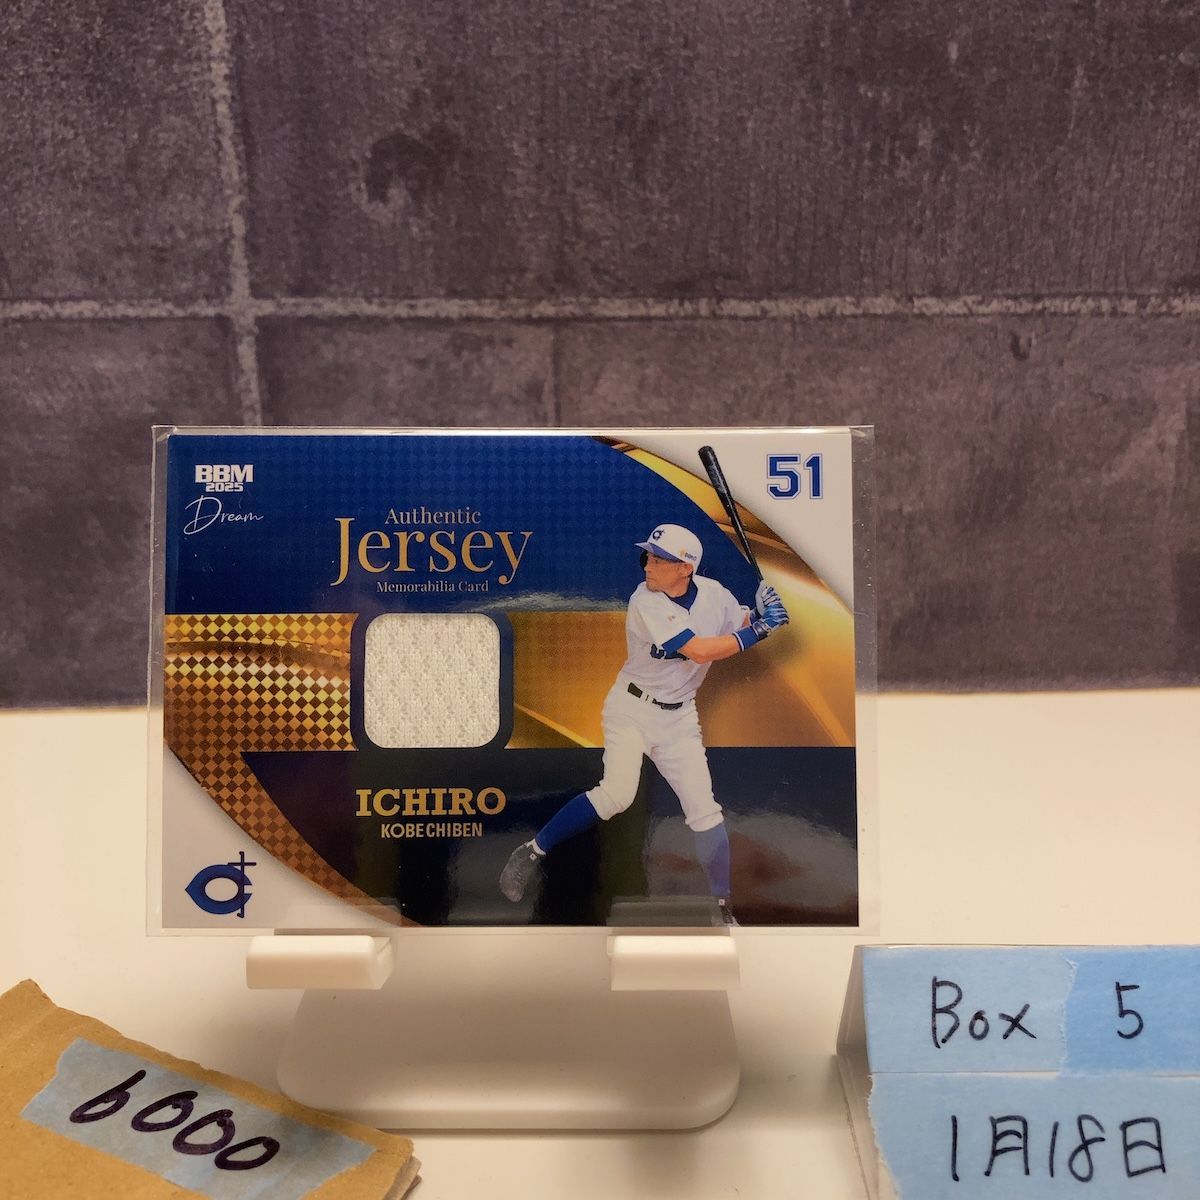 BBM
2025
Dream
51
Authentic
Jersey
Memorabilia Card
ICHIRO
KOBE CHIBEN
6000
Box 5
1月18日